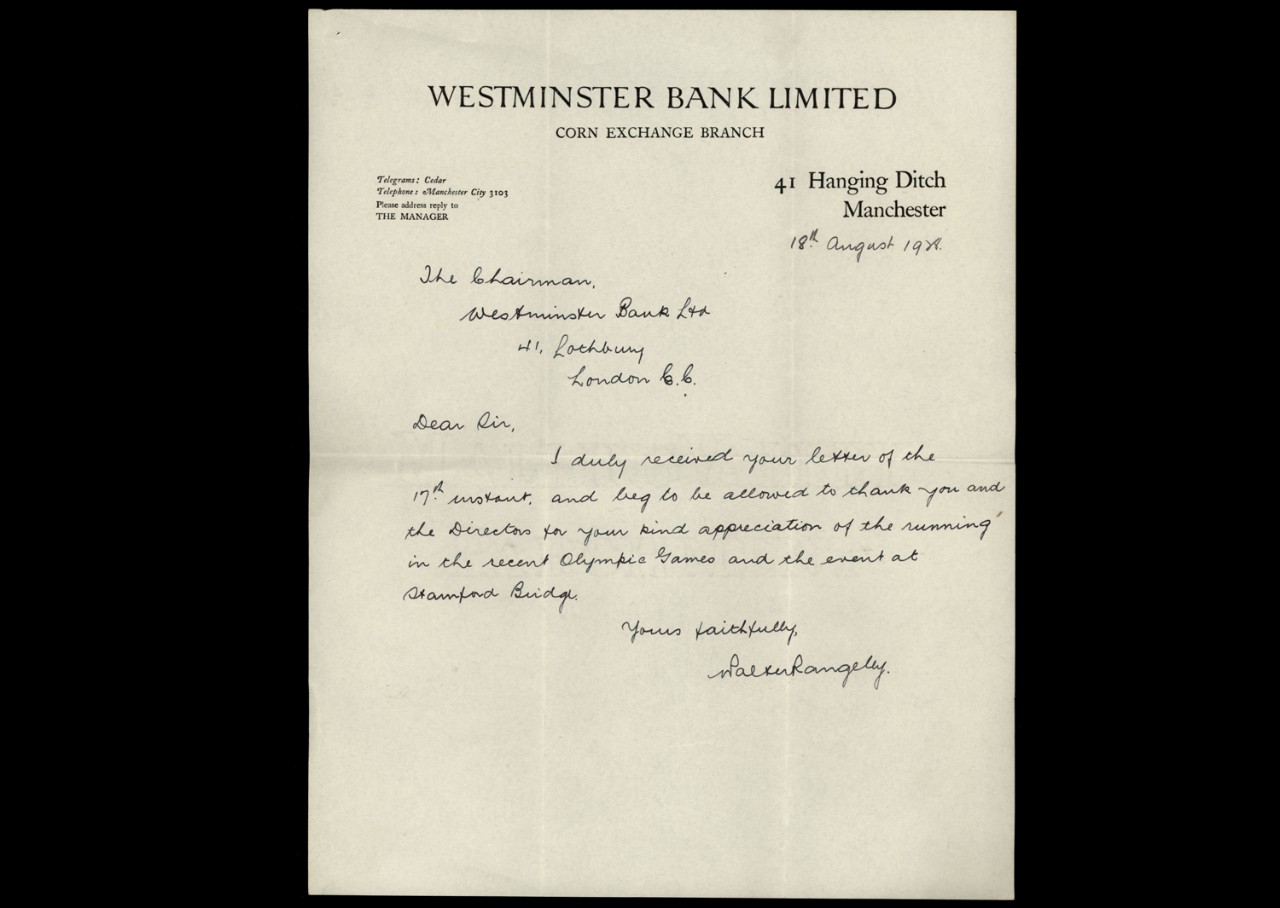 WESTMINSTER BANK LIMITED
CORN EXCHANGE BRANCH
Telegrams: Cedar
Telephone: Manchester City 3103
Please address reply to
THE MANAGER
41 Hanging Ditch
Manchester
18th August 1928.
The Chairman,
Westminster Bank Ltd
41, Lothbury
London E.C.
Dear Sir,
I duly received your letter of the
17th instant, and beg to be allowed to thank you and
the Directors for your kind appreciation of the running
in the recent Olympic Games and the event at
Stamford Bridge.
Yours faithfully,
Walter Rangeley.